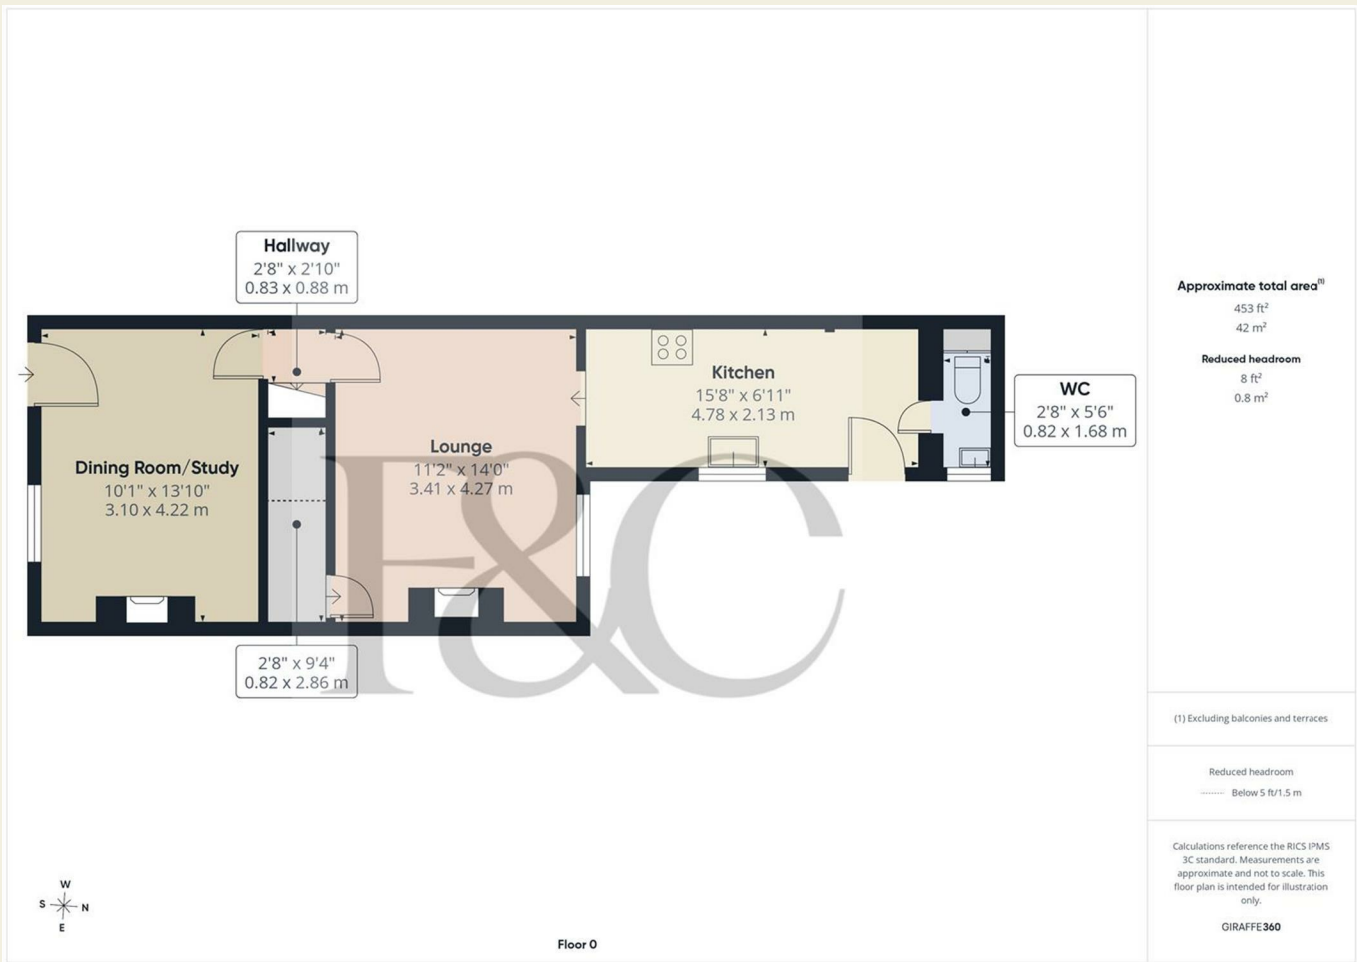 Hallway
2'8" x 2'10"
0.83 x 0.88 m
Dining Room/Study
10'1" x 13'10"
3.10 x 4.22 m
Lounge
11'2" x 14'0"
3.41 x 4.27 m
Kitchen
15'8" x 6'11"
4.78 x 2.13 m
WC
2'8" x 5'6"
0.82 x 1.68 m
2'8" x 9'4"
0.82 x 2.86 m
F&C
W
S N
E
Floor 0
Approximate total area(1)
453 ft²
42 m²
Reduced headroom
8 ft²
0.8 m²
(1) Excluding balconies and terraces
Reduced headroom
Below 5 ft/1.5 m
Calculations reference the RICS IPMS
3C standard. Measurements are
approximate and not to scale. This
floor plan is intended for illustration
only.
GIRAFFE360